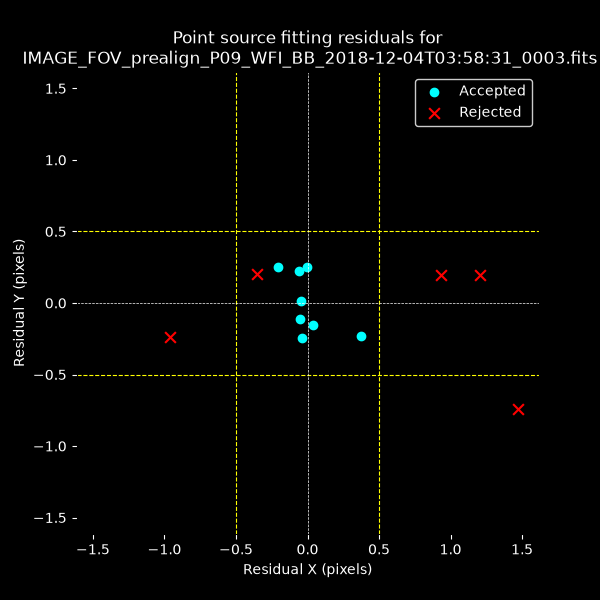 Point source fitting residuals for
IMAGE_FOV_prealign_P09_WFI_BB_2018-12-04T03:58:31_0003.fits
Accepted
Rejected
1.5
1.0
0.5
0.0
−0.5
−1.0
−1.5
Residual Y (pixels)
−1.5 −1.0 −0.5 0.0 0.5 1.0 1.5
Residual X (pixels)